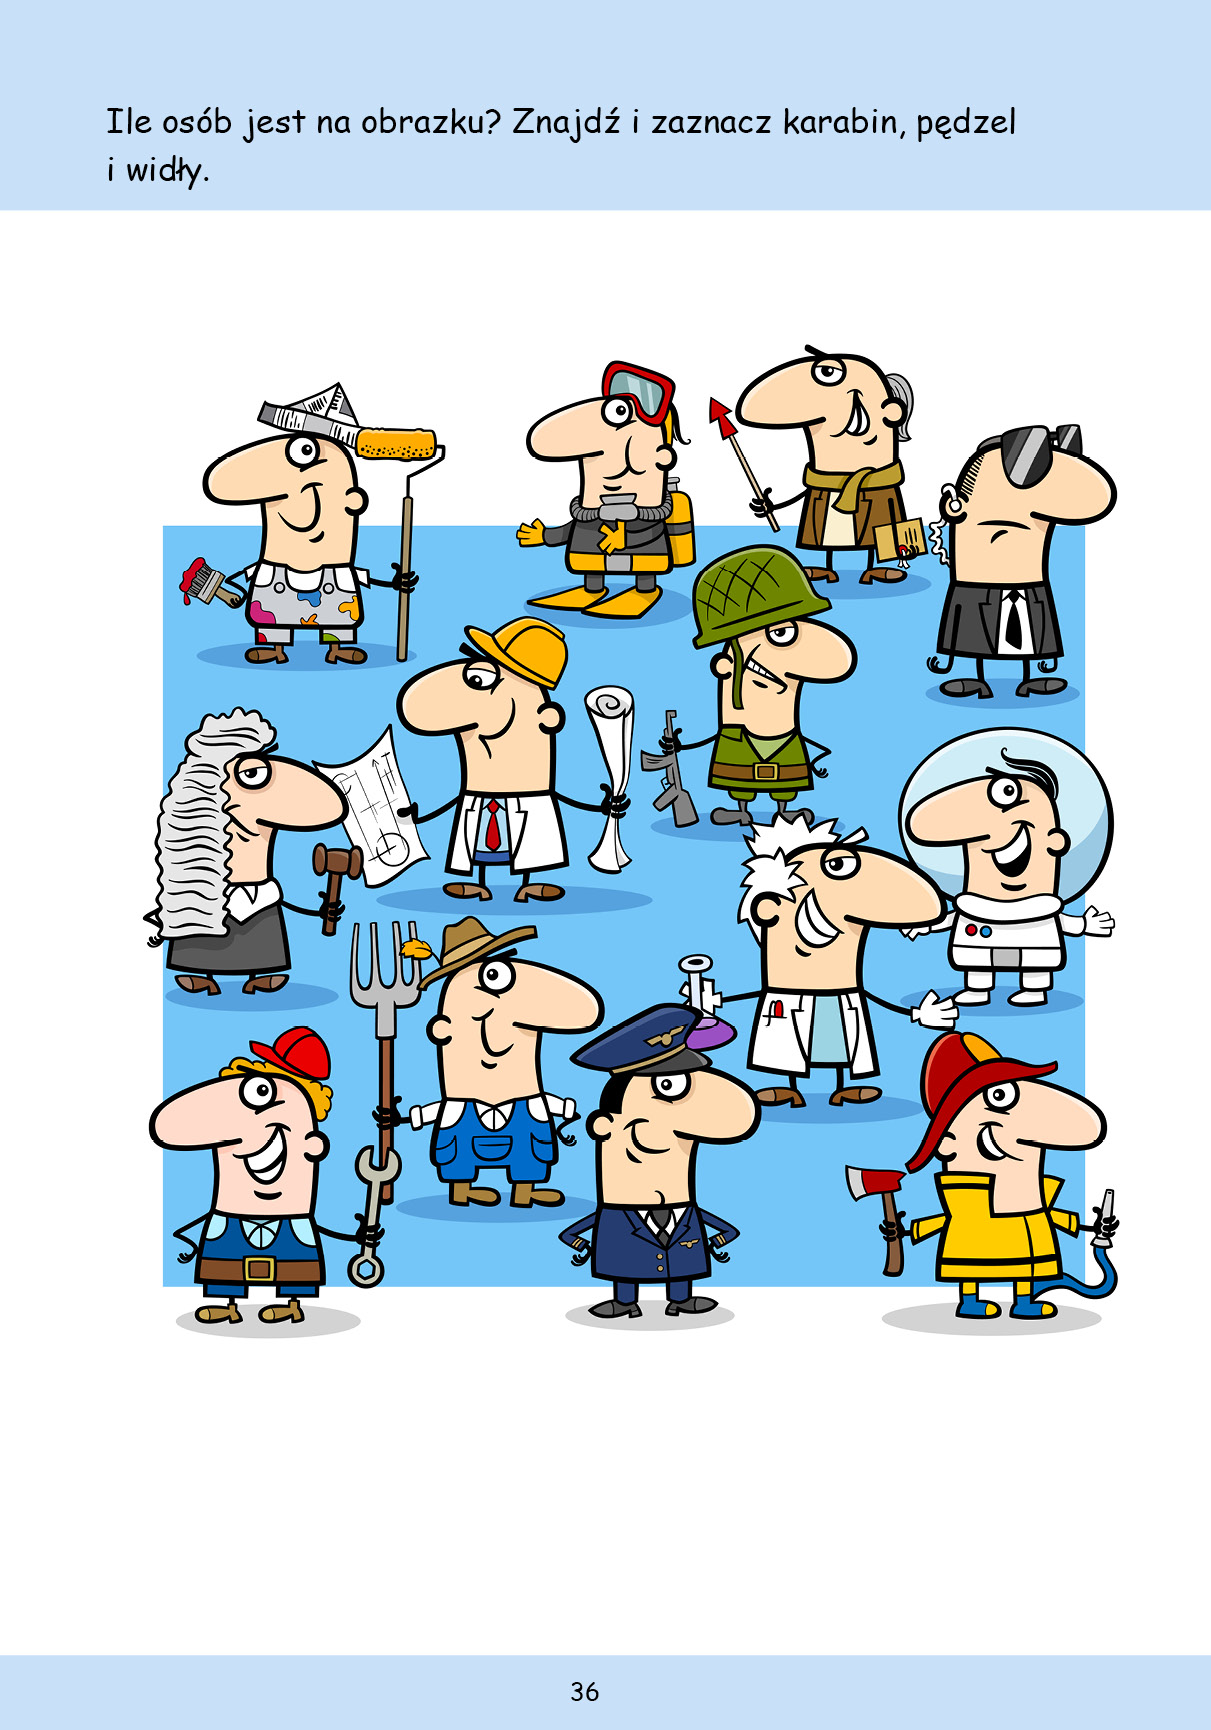 Ile osób jest na obrazku? Znajdź i zaznacz karabin, pędzel
i widły.
36